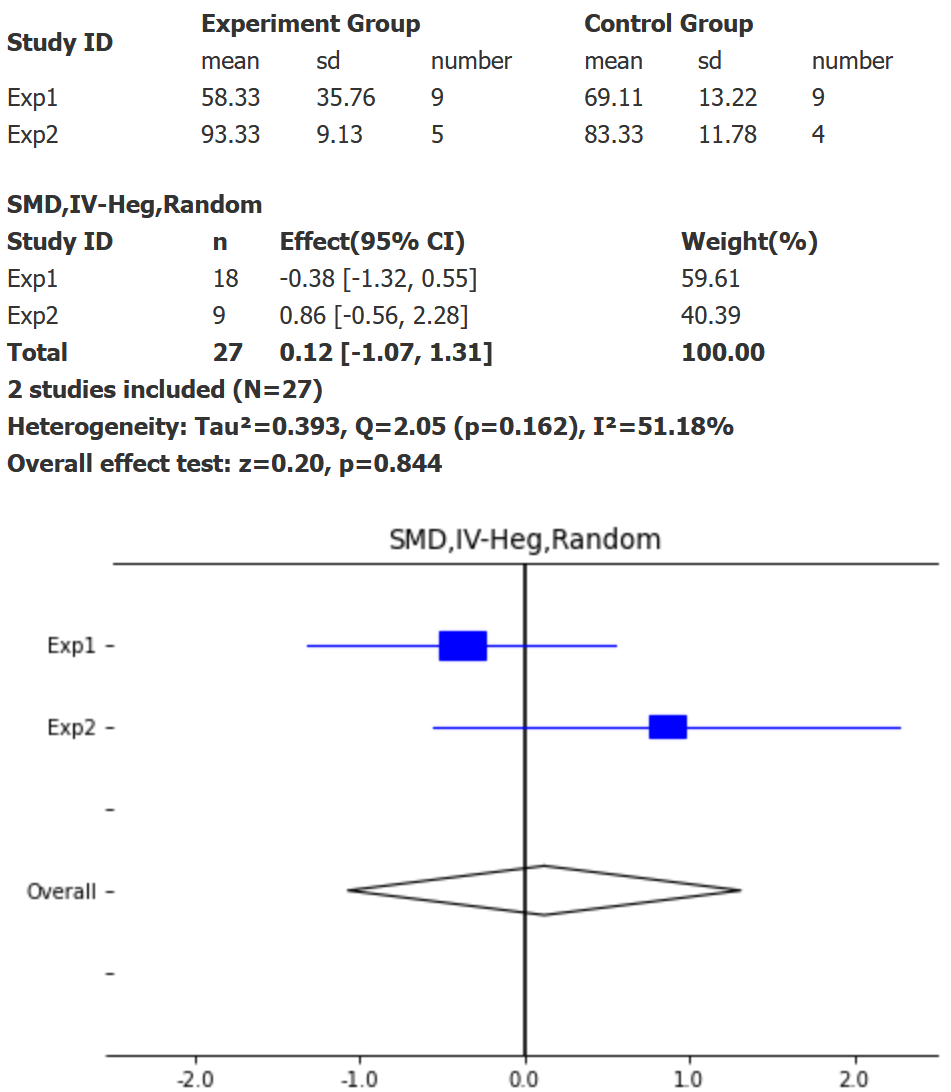 Study ID Experiment Group Control Group
mean sd number mean sd number
Exp1 58.33 35.76 9 69.11 13.22 9
Exp2 93.33 9.13 5 83.33 11.78 4
SMD,IV-Heg,Random
Study ID n Effect(95% CI) Weight(%)
Exp1 18 -0.38 [-1.32, 0.55] 59.61
Exp2 9 0.86 [-0.56, 2.28] 40.39
Total 27 0.12 [-1.07, 1.31] 100.00
2 studies included (N=27)
Heterogeneity: Tau²=0.393, Q=2.05 (p=0.162), I²=51.18%
Overall effect test: z=0.20, p=0.844
SMD,IV-Heg,Random
Exp1
Exp2
Overall
-2.0 -1.0 0.0 1.0 2.0